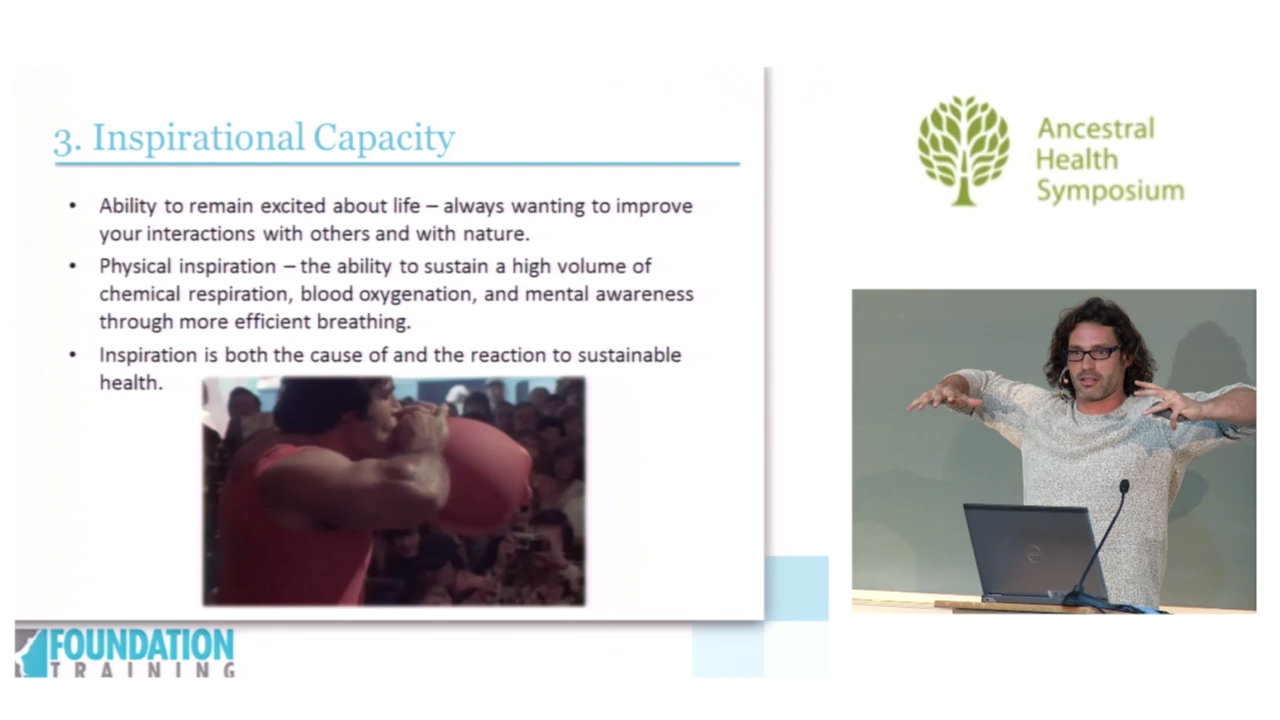 3. Inspirational Capacity
• Ability to remain excited about life – always wanting to improve
your interactions with others and with nature.
• Physical inspiration – the ability to sustain a high volume of
chemical respiration, blood oxygenation, and mental awareness
through more efficient breathing.
• Inspiration is both the cause of and the reaction to sustainable
health.
FOUNDATION
TRAINING
Ancestral
Health
Symposium